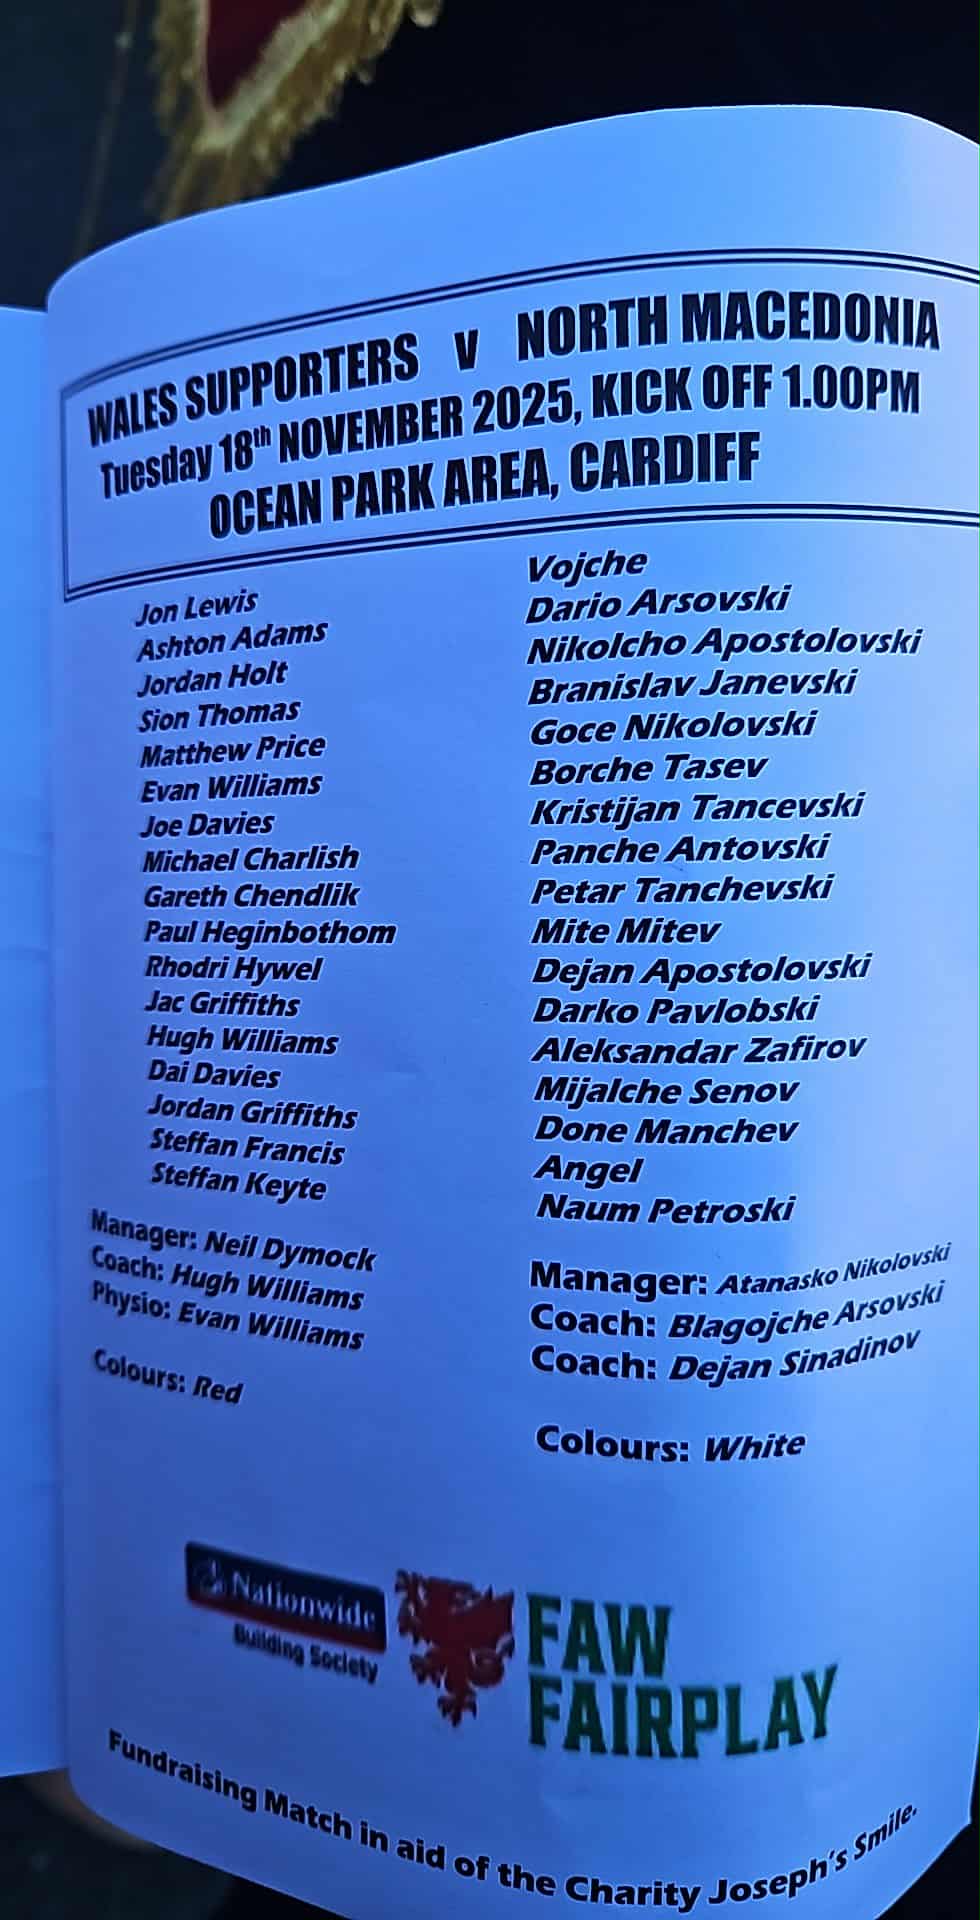 WALES SUPPORTERS v NORTH MACEDONIA
Tuesday 18th NOVEMBER 2025, KICK OFF 1.00PM
OCEAN PARK AREA, CARDIFF
Jon Lewis
Ashton Adams
Jordan Holt
Sion Thomas
Matthew Price
Evan Williams
Joe Davies
Michael Charlish
Gareth Chendlik
Paul Heginbothom
Rhodri Hywel
Jac Griffiths
Hugh Williams
Dai Davies
Jordan Griffiths
Steffan Francis
Steffan Keyte
Manager: Neil Dymock
Coach: Hugh Williams
Physio: Evan Williams
Colours: Red
Vojche
Dario Arsovski
Nikolcho Apostolovski
Branislav Janevski
Goce Nikolovski
Borche Tasev
Kristijan Tancevski
Panche Antovski
Petar Tanchevski
Mite Mitev
Dejan Apostolovski
Darko Pavlobski
Aleksandar Zafirov
Mijalche Senov
Done Manchev
Angel
Naum Petroski
Manager: Atanasko Nikolovski
Coach: Blagojche Arsovski
Coach: Dejan Sinadinov
Colours: White
Nationwide
Building Society
FAW
FAIRPLAY
Fundraising Match in aid of the Charity Joseph's Smile.